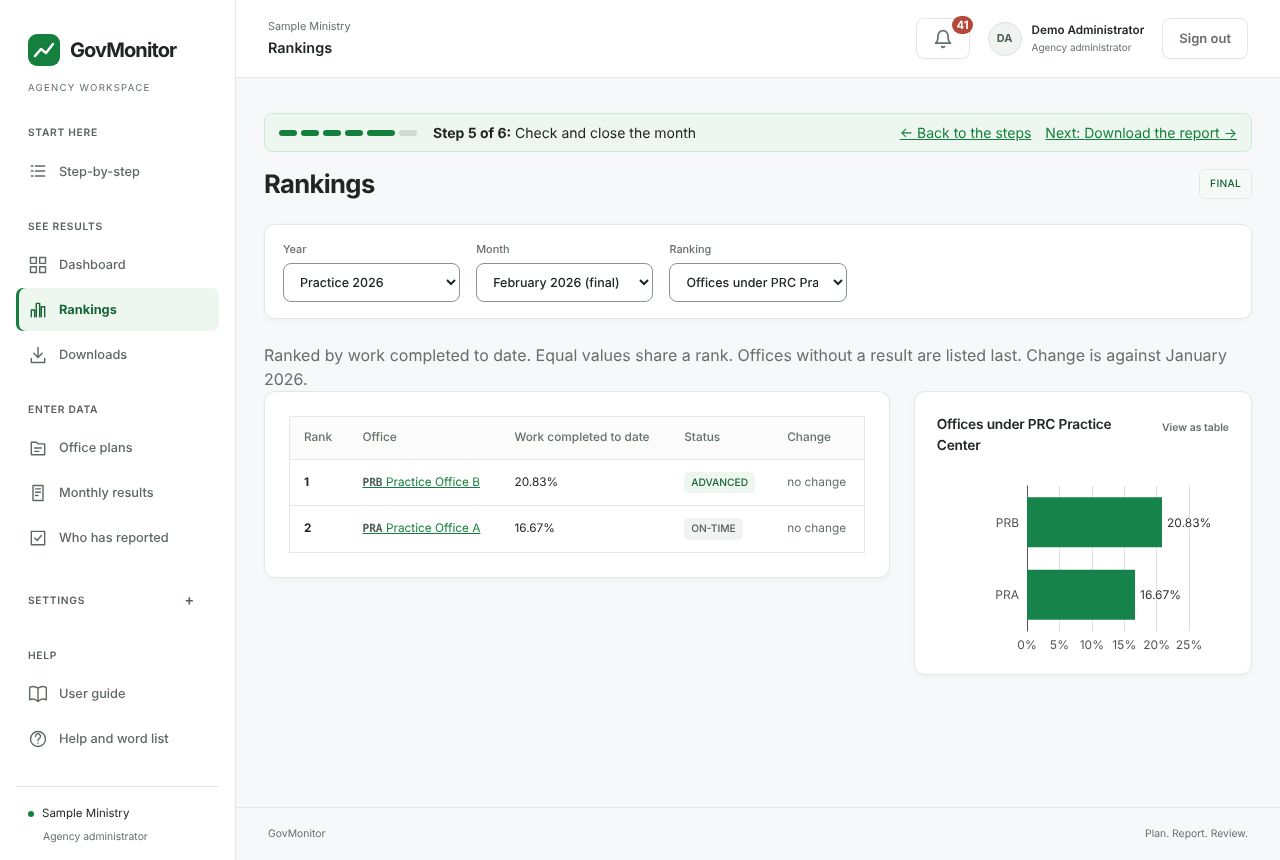 GovMonitor
AGENCY WORKSPACE
START HERE
Step-by-step
SEE RESULTS
Dashboard
Rankings
Downloads
ENTER DATA
Office plans
Monthly results
Who has reported
SETTINGS +
HELP
User guide
Help and word list
Sample Ministry
Agency administrator
Sample Ministry
Rankings
41
DA
Demo Administrator
Agency administrator
Sign out
Step 5 of 6: Check and close the month
← Back to the steps Next: Download the report →
Rankings
FINAL
Year Month Ranking
Practice 2026 February 2026 (final) Offices under PRC Pra
Ranked by work completed to date. Equal values share a rank. Offices without a result are listed last. Change is against January
2026.
Rank Office Work completed to date Status Change
1 PRB Practice Office B 20.83% ADVANCED no change
2 PRA Practice Office A 16.67% ON-TIME no change
Offices under PRC Practice
Center
View as table
PRB 20.83%
PRA 16.67%
0% 5% 10% 15% 20% 25%
GovMonitor
Plan. Report. Review.